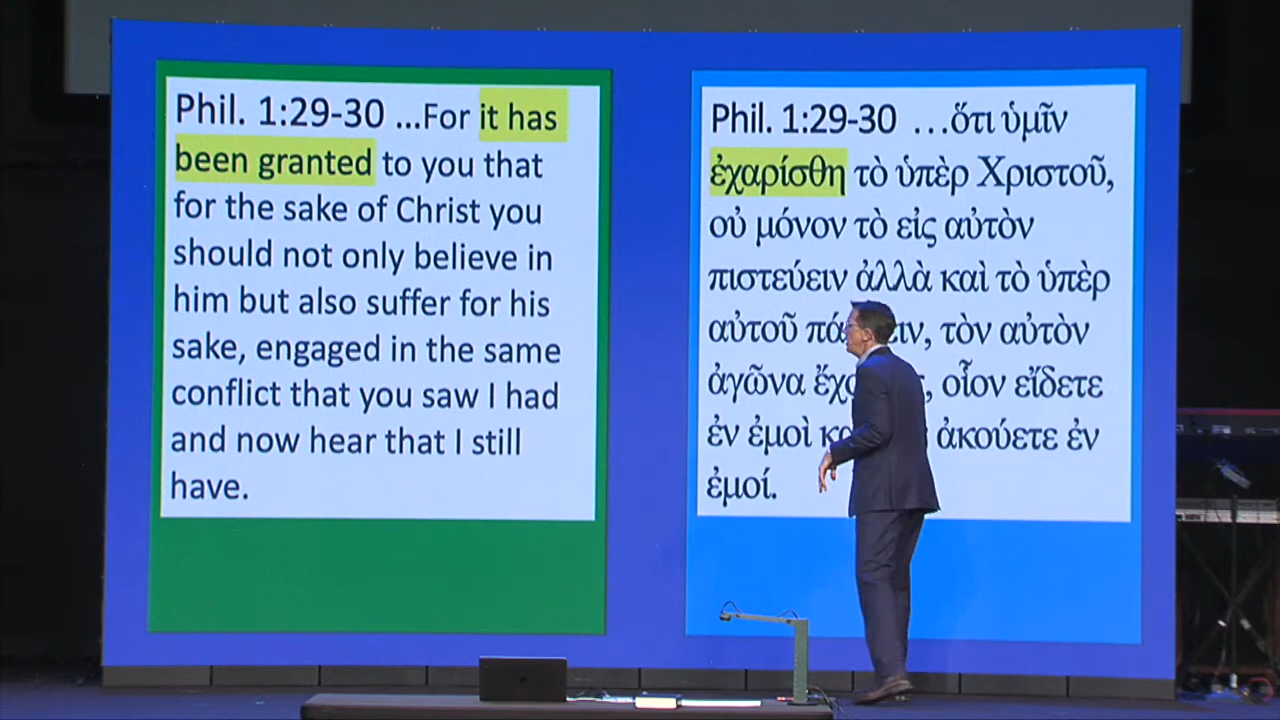 Phil. 1:29-30 ...For it has
been granted to you that
for the sake of Christ you
should not only believe in
him but also suffer for his
sake, engaged in the same
conflict that you saw I had
and now hear that I still
have.
Phil. 1:29-30 ...ὅτι ὑμῖν
ἐχαρίσθη τὸ ὑπὲρ Χριστοῦ,
οὐ μόνον τὸ εἰς αὐτὸν
πιστεύειν ἀλλὰ καὶ τὸ ὑπὲρ
αὐτοῦ τὸν αὐτὸν
ἀγῶνα οἷον εἴδετε
ἐν ἐμοὶ ἀκούετε ἐν
ἐμοί.